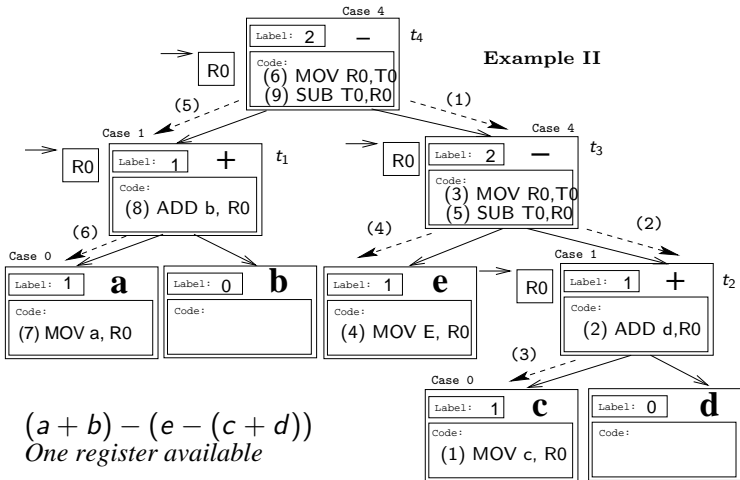 Case 4
Label: 2 − t4
Example II
R0
Code:
(6) MOV R0,T0
(9) SUB T0,R0
(5) (1)
Case 1 Case 4
R0 Label: 1 + t1
Code:
(8) ADD b, R0
R0 Label: 2 − t3
Code:
(3) MOV R0,T0
(5) SUB T0,R0
(6) (4) (2)
Case 0 Case 1
Label: 1 a
Code:
(7) MOV a, R0
Label: 0 b
Code:
Label: 1 e
Code:
(4) MOV E, R0
R0 Label: 1 + t2
Code:
(2) ADD d,R0
(3)
Case 0
Label: 1 c
Code:
(1) MOV c, R0
Label: 0 d
Code:
(a + b) − (e − (c + d))
One register available